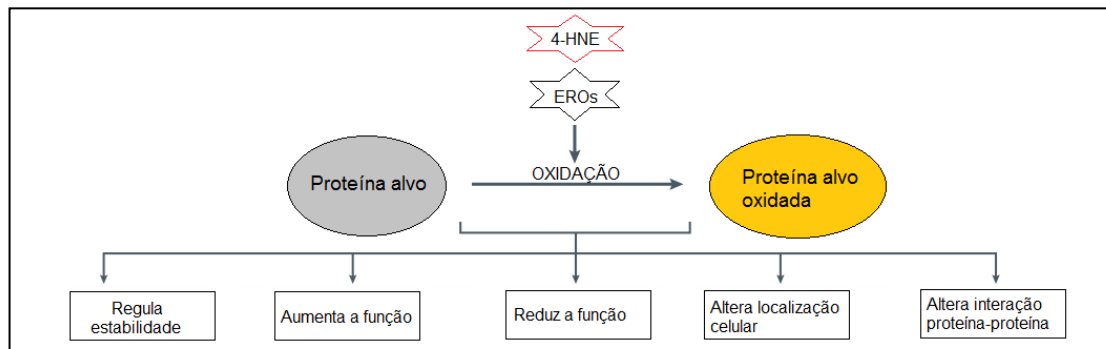 4-HNE
EROs
OXIDAÇÃO
Proteína alvo
Proteína alvo
oxidada
Regula
estabilidade
Aumenta a função
Reduz a função
Altera localização
celular
Altera interação
proteína-proteína